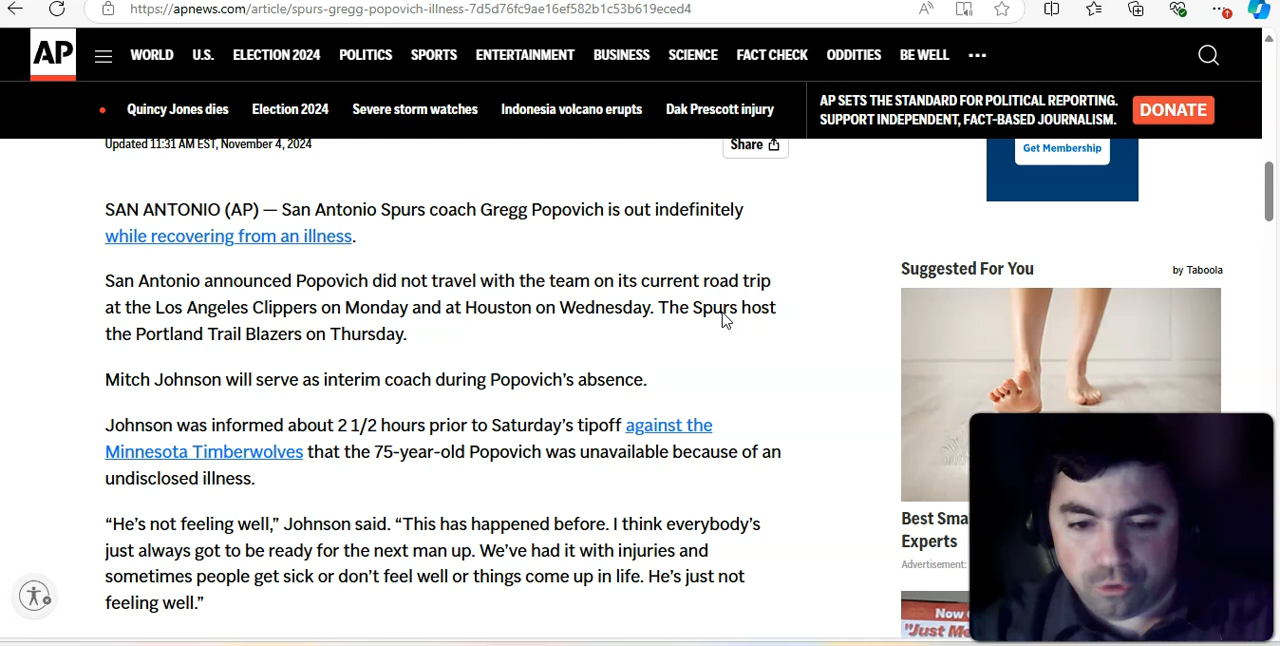 https://apnews.com/article/spurs-gregg-popovich-illness-7d5d76fc9ae16ef582b1c53b619eced4
AP
WORLD U.S. ELECTION 2024 POLITICS SPORTS ENTERTAINMENT BUSINESS SCIENCE FACT CHECK ODDITIES BE WELL
Quincy Jones dies Election 2024 Severe storm watches Indonesia volcano erupts Dak Prescott injury
AP SETS THE STANDARD FOR POLITICAL REPORTING.
SUPPORT INDEPENDENT, FACT-BASED JOURNALISM.
DONATE
Updated 11:31 AM EST, November 4, 2024
Share
Get Membership
SAN ANTONIO (AP) — San Antonio Spurs coach Gregg Popovich is out indefinitely
while recovering from an illness.
San Antonio announced Popovich did not travel with the team on its current road trip
at the Los Angeles Clippers on Monday and at Houston on Wednesday. The Spurs host
the Portland Trail Blazers on Thursday.
Mitch Johnson will serve as interim coach during Popovich’s absence.
Johnson was informed about 2 1/2 hours prior to Saturday’s tipoff against the
Minnesota Timberwolves that the 75-year-old Popovich was unavailable because of an
undisclosed illness.
“He’s not feeling well,” Johnson said. “This has happened before. I think everybody’s
just always got to be ready for the next man up. We’ve had it with injuries and
sometimes people get sick or don’t feel well or things come up in life. He’s just not
feeling well.”
Suggested For You
by Taboola
Best Sma
Experts
Advertisement:
Now
"Just Me